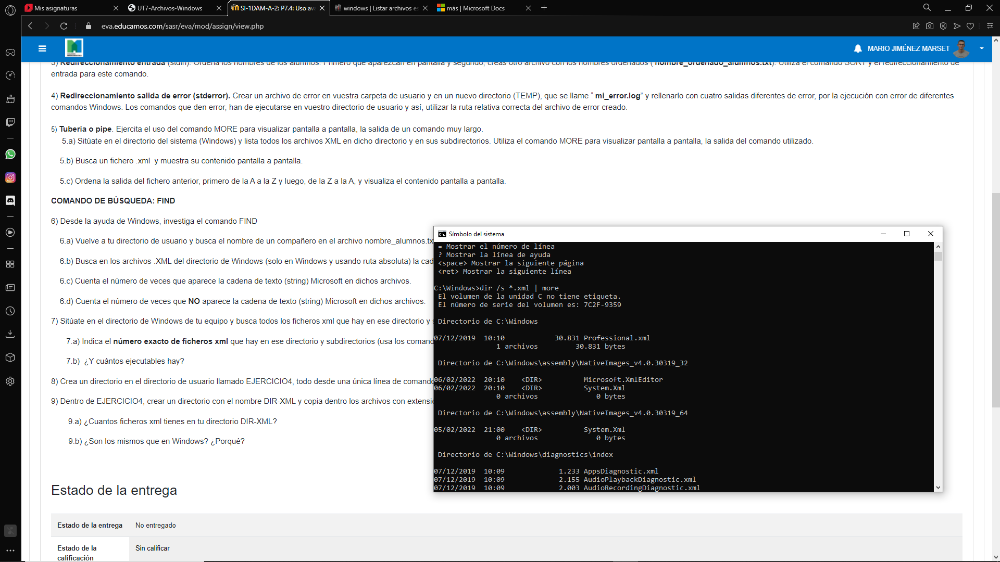 Mis asignaturas
UT7-Archivos-Windows
SI-1DAM-A-2: P7.4: Uso av
windows | Listar archivos es
más | Microsoft Docs
eva.educamos.com/sasr/eva/mod/assign/view.php
MARIO JIMÉNEZ MARSET
3) Redireccionamiento entrada (stdin). Ordena los nombres de los alumnos. Primero que aparezcan en pantalla y segundo, creas otro archivo con los nombres ordenados ( nombre_ordenado_alumnos.txt). Utiliza el comando SORT y el redireccionamiento de
entrada para este comando.
4) Redireccionamiento salida de error (stderror). Crear un archivo de error en vuestra carpeta de usuario y en un nuevo directorio (TEMP), que se llame “ mi_error.log” y rellenarlo con cuatro salidas diferentes de error, por la ejecución con error de diferentes
comandos Windows. Los comandos que den error, han de ejecutarse en vuestro directorio de usuario y así, utilizar la ruta relativa correcta del archivo de error creado.
5) Tubería o pipe. Ejercita el uso del comando MORE para visualizar pantalla a pantalla, la salida de un comando muy largo.
5.a) Sitúate en el directorio del sistema (Windows) y lista todos los archivos XML en dicho directorio y en sus subdirectorios. Utiliza el comando MORE para visualizar pantalla a pantalla, la salida del comando utilizado.
5.b) Busca un fichero .xml  y muestra su contenido pantalla a pantalla.
5.c) Ordena la salida del fichero anterior, primero de la A a la Z y luego, de la Z a la A, y visualiza el contenido pantalla a pantalla.
COMANDO DE BÚSQUEDA: FIND
6) Desde la ayuda de Windows, investiga el comando FIND
6.a) Vuelve a tu directorio de usuario y busca el nombre de un compañero en el archivo nombre_alumnos.tx
6.b) Busca en los archivos .XML del directorio de Windows (solo en Windows y usando ruta absoluta) la cad
6.c) Cuenta el número de veces que aparece la cadena de texto (string) Microsoft en dichos archivos.
6.d) Cuenta el número de veces que NO aparece la cadena de texto (string) Microsoft en dichos archivos.
7) Sitúate en el directorio de Windows de tu equipo y busca todos los ficheros xml que hay en ese directorio y s
7.a) Indica el número exacto de ficheros xml que hay en ese directorio y subdirectorios (usa los comand
7.b)  ¿Y cuántos ejecutables hay?
8) Crea un directorio en el directorio de usuario llamado EJERCICIO4, todo desde una única línea de comando
9) Dentro de EJERCICIO4, crear un directorio con el nombre DIR-XML y copia dentro los archivos con extensió
9.a) ¿Cuantos ficheros xml tienes en tu directorio DIR-XML?
9.b) ¿Son los mismos que en Windows? ¿Porqué?
Estado de la entrega
Estado de la entrega No entregado
Estado de la calificación Sin calificar
Símbolo del sistema
= Mostrar el número de línea
? Mostrar la línea de ayuda
<space> Mostrar la siguiente página
<ret> Mostrar la siguiente línea
C:\Windows>dir /s *.xml | more
El volumen de la unidad C no tiene etiqueta.
El número de serie del volumen es: 7C2F-9359
Directorio de C:\Windows
07/12/2019  10:10            30.831 Professional.xml
1 archivos         30.831 bytes
Directorio de C:\Windows\assembly\NativeImages_v4.0.30319_32
06/02/2022  20:10    <DIR>          Microsoft.XmlEditor
06/02/2022  20:10    <DIR>          System.Xml
0 archivos              0 bytes
Directorio de C:\Windows\assembly\NativeImages_v4.0.30319_64
05/02/2022  21:00    <DIR>          System.Xml
0 archivos              0 bytes
Directorio de C:\Windows\diagnostics\index
07/12/2019  10:09             1.233 AppsDiagnostic.xml
07/12/2019  10:09             2.155 AudioPlaybackDiagnostic.xml
07/12/2019  10:09             2.003 AudioRecordingDiagnostic.xml